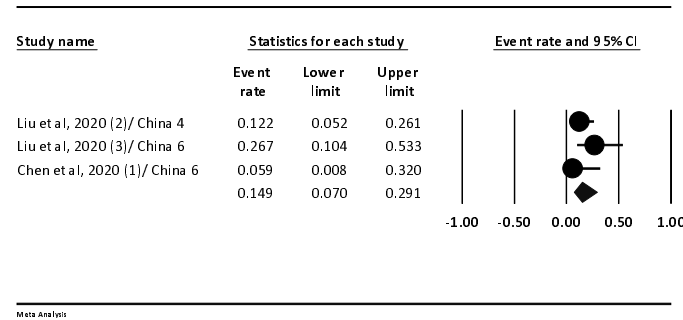 Study name Statistics for each study Event rate and 95% CI
Event Lower Upper
rate limit limit
Liu et al, 2020 (2)/ China 4 0.122 0.052 0.261
Liu et al, 2020 (3)/ China 6 0.267 0.104 0.533
Chen et al, 2020 (1)/ China 6 0.059 0.008 0.320
0.149 0.070 0.291
-1.00 -0.50 0.00 0.50 1.00
Meta Analysis